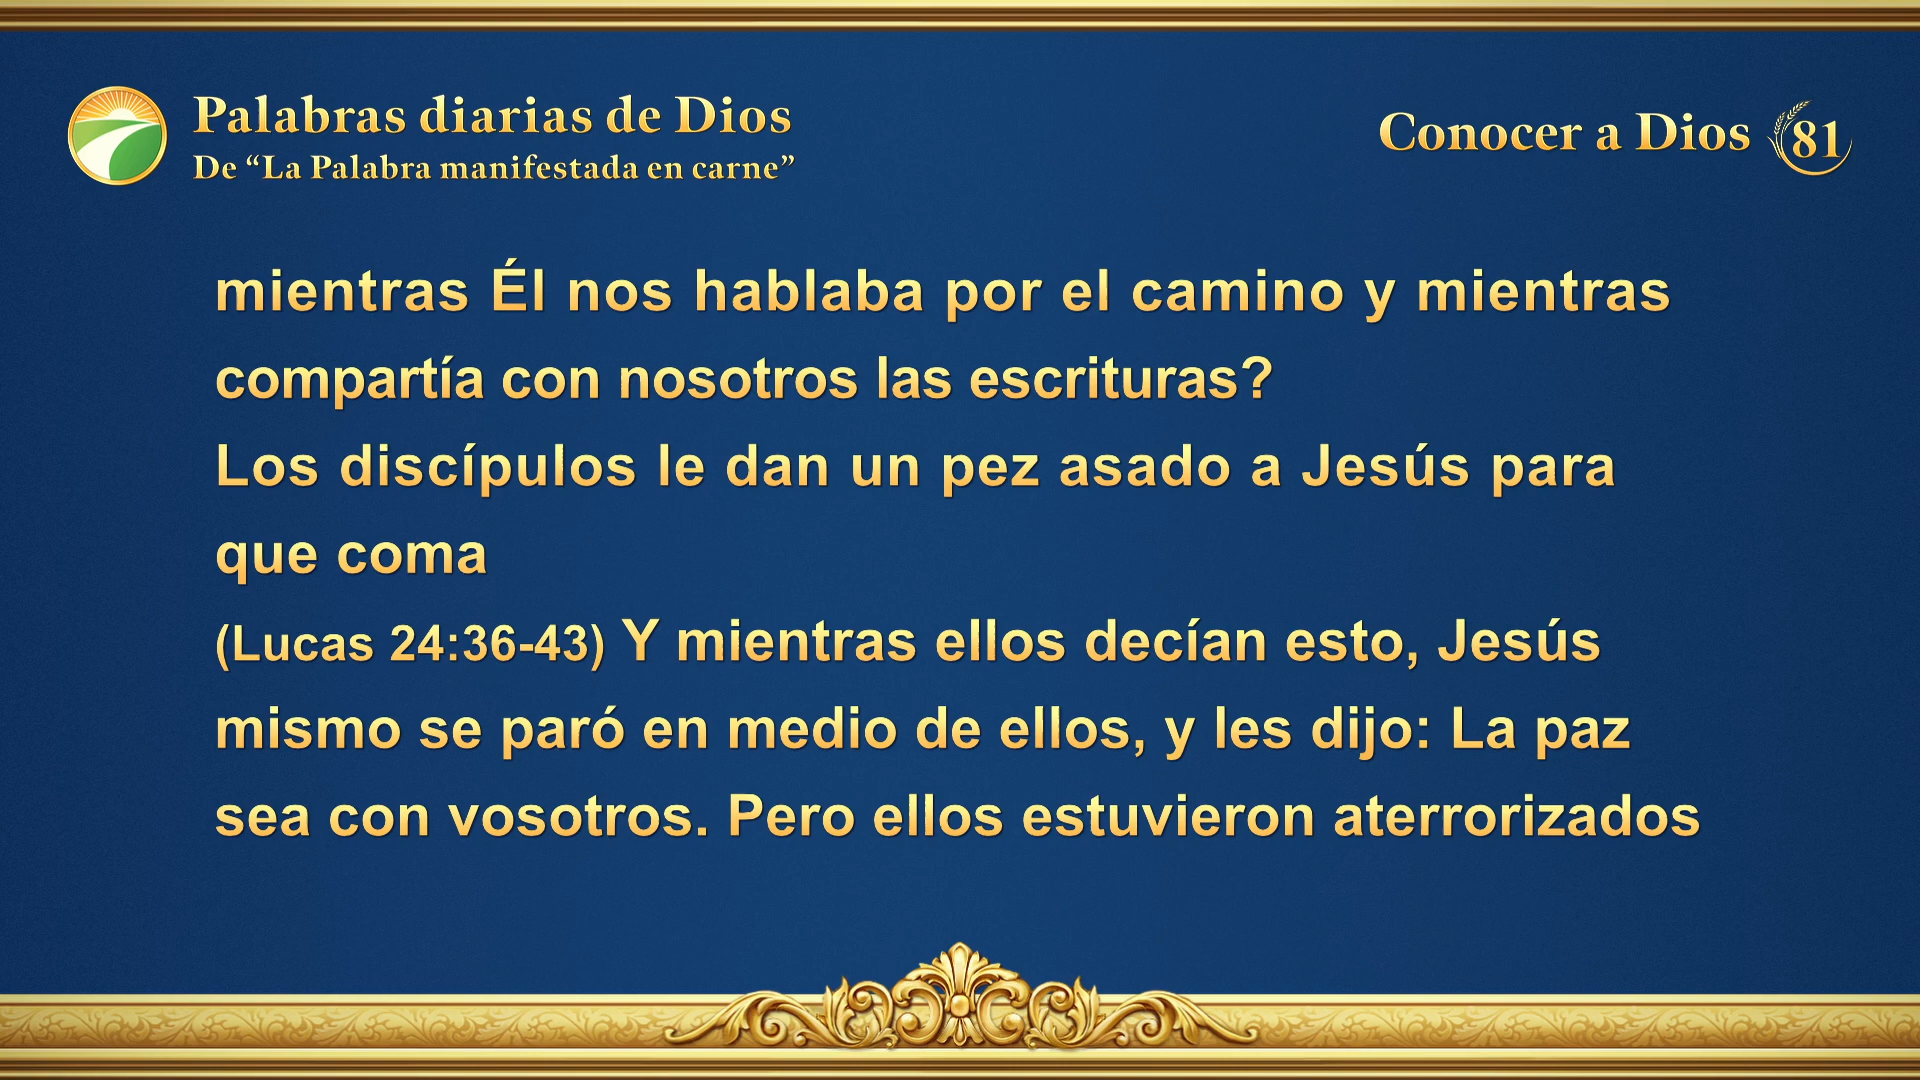 Palabras diarias de Dios
De “La Palabra manifestada en carne”
Conocer a Dios 81
mientras Él nos hablaba por el camino y mientras
compartía con nosotros las escrituras?
Los discípulos le dan un pez asado a Jesús para
que coma
(Lucas 24:36-43) Y mientras ellos decían esto, Jesús
mismo se paró en medio de ellos, y les dijo: La paz
sea con vosotros. Pero ellos estuvieron aterrorizados